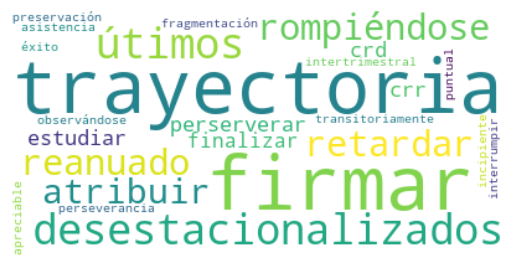 preservación
fragmentación
asistencia
rompiéndose
útimos
éxito
crd
intertrimestral
puntual
trayectoria
crr
observándose
transitoriamente
perserverar
estudiar
finalizar
retardar
incipiente
interrumpir
reanuado
firmar
atribuir
apreciable
perseverancia
desestacionalizados